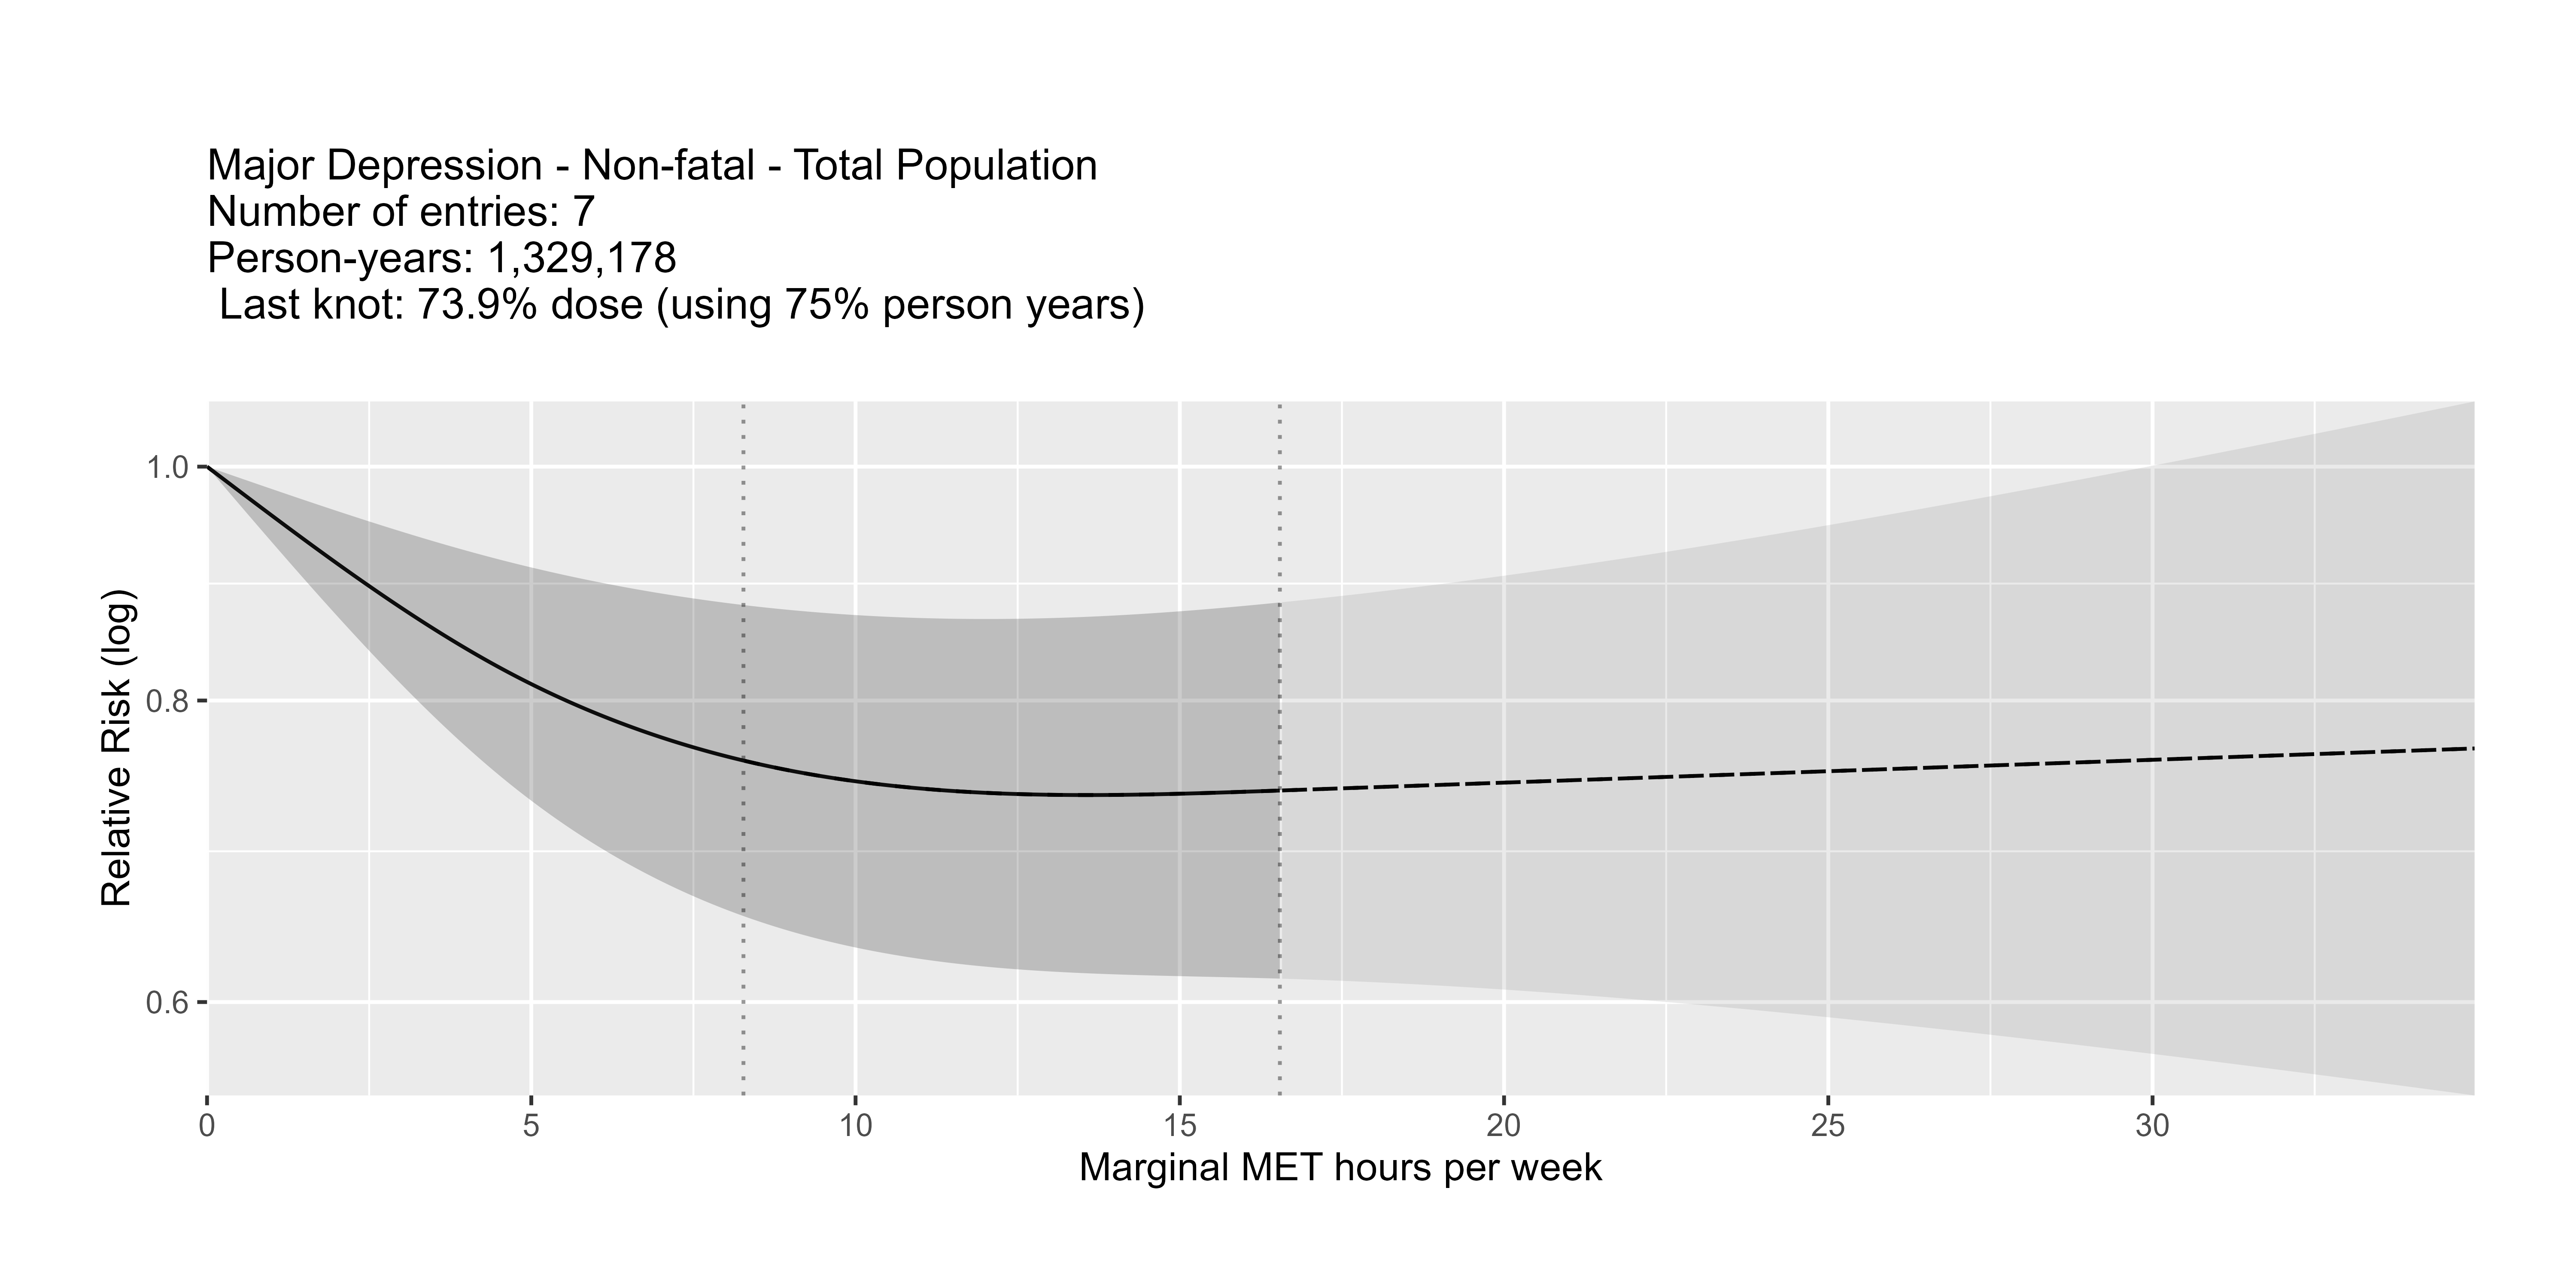 Major Depression - Non-fatal - Total Population
Number of entries: 7
Person-years: 1,329,178
Last knot: 73.9% dose (using 75% person years)
Relative Risk (log)
1.0
0.8
0.6
0 5 10 15 20 25 30
Marginal MET hours per week